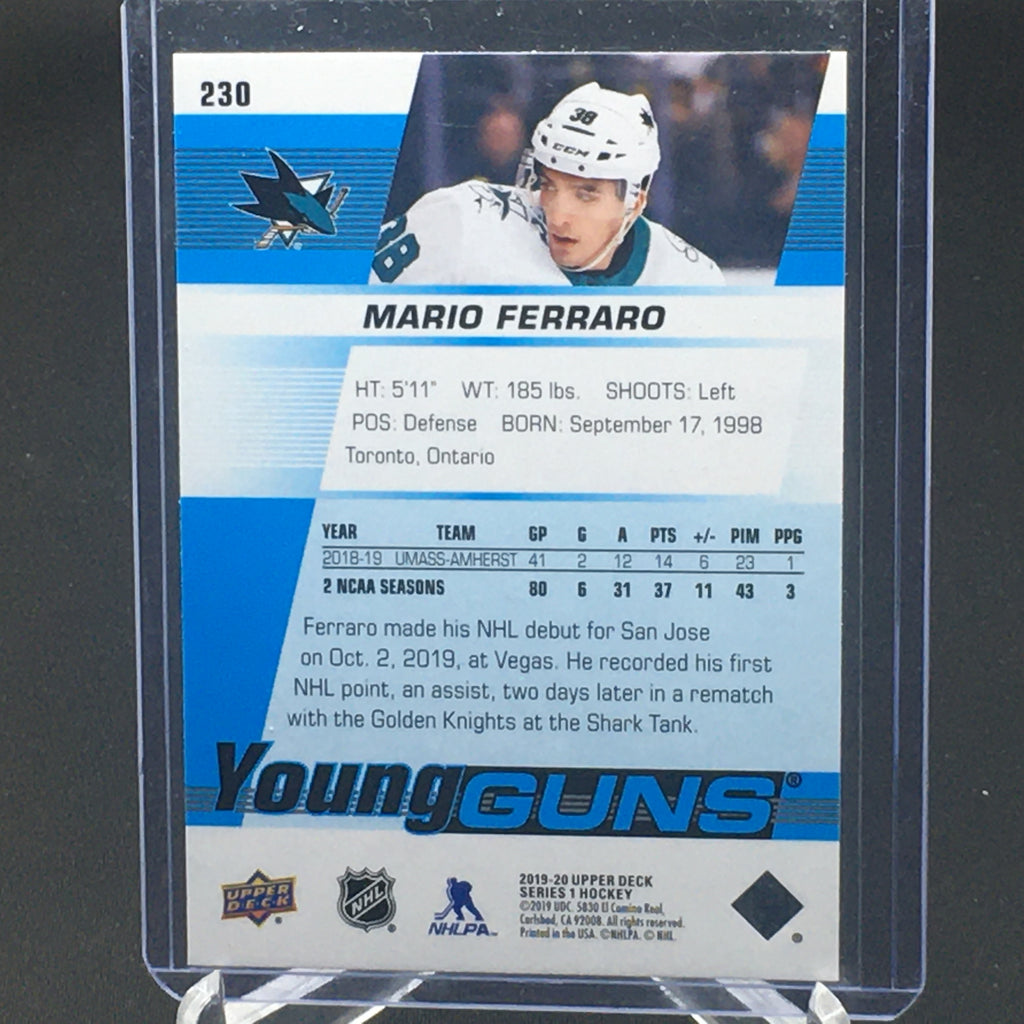 230
38
CCM
38
MARIO FERRARO
HT: 5'11" WT: 185 lbs. SHOOTS: Left
POS: Defense BORN: September 17, 1998
Toronto, Ontario
YEAR TEAM GP G A PTS +/- PIM PPG
2018-19 UMASS-AMHERST 41 2 12 14 6 23 1
2 NCAA SEASONS 80 6 31 37 11 43 3
Ferraro made his NHL debut for San Jose
on Oct. 2, 2019, at Vegas. He recorded his first
NHL point, an assist, two days later in a rematch
with the Golden Knights at the Shark Tank.
Young GUNS®
UPPER
D.E.C.K
NHL
NHLPA
2019-20 UPPER DECK
SERIES 1 HOCKEY
©2019 UDC. 5830 El Camino Real,
Carlsbad, CA 92008. All rights reserved.
Printed in the USA. ©NHLPA. © NHL.